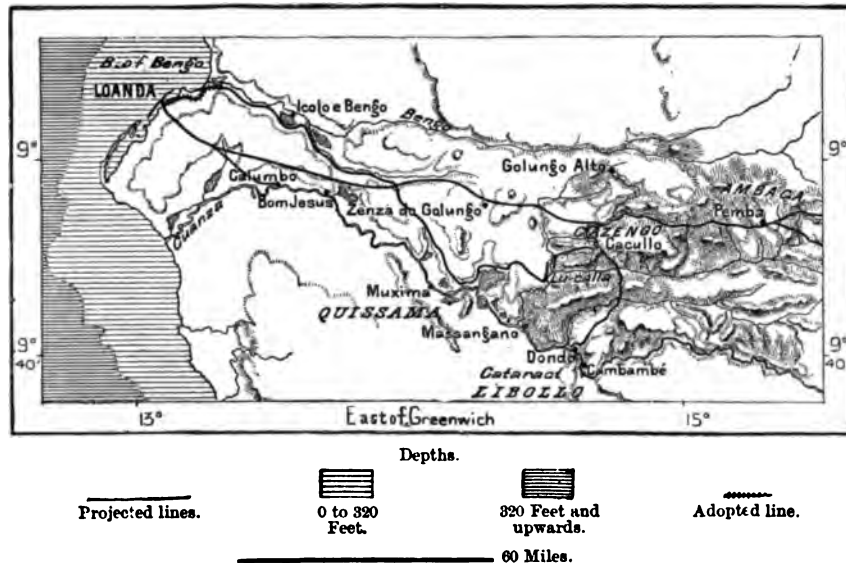 B. of Bengo
LOANDA
Icolo e Bengo
Bengo
9°
9°
Golungo Alto
AMBACA
Calumbo
Bom Jesus
Zenza do Golungo
Pemba
Cuanza
CAZENGO
Cacullo
Lucalla
Muxima
QUISSAMA
Massangano
Dondo
9°
40'
9°
40'
Cataract
Cambambé
LIBOLLO
13°
East of Greenwich
15°
Depths.
Projected lines.
0 to 320
Feet.
320 Feet and
upwards.
Adopted line.
60 Miles.